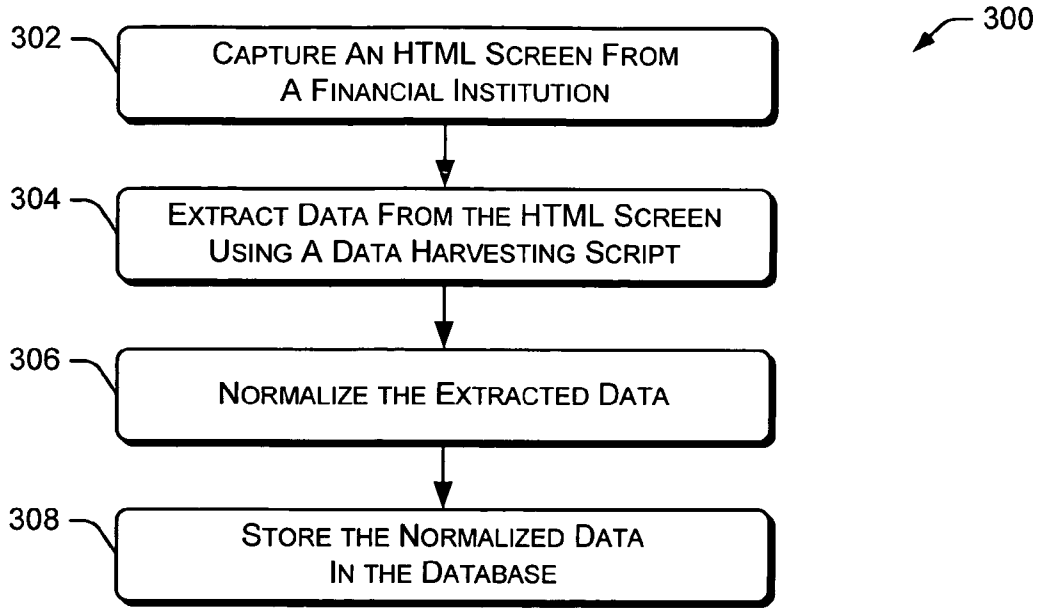 300
302
CAPTURE AN HTML SCREEN FROM
A FINANCIAL INSTITUTION
304
EXTRACT DATA FROM THE HTML SCREEN
USING A DATA HARVESTING SCRIPT
306
NORMALIZE THE EXTRACTED DATA
308
STORE THE NORMALIZED DATA
IN THE DATABASE